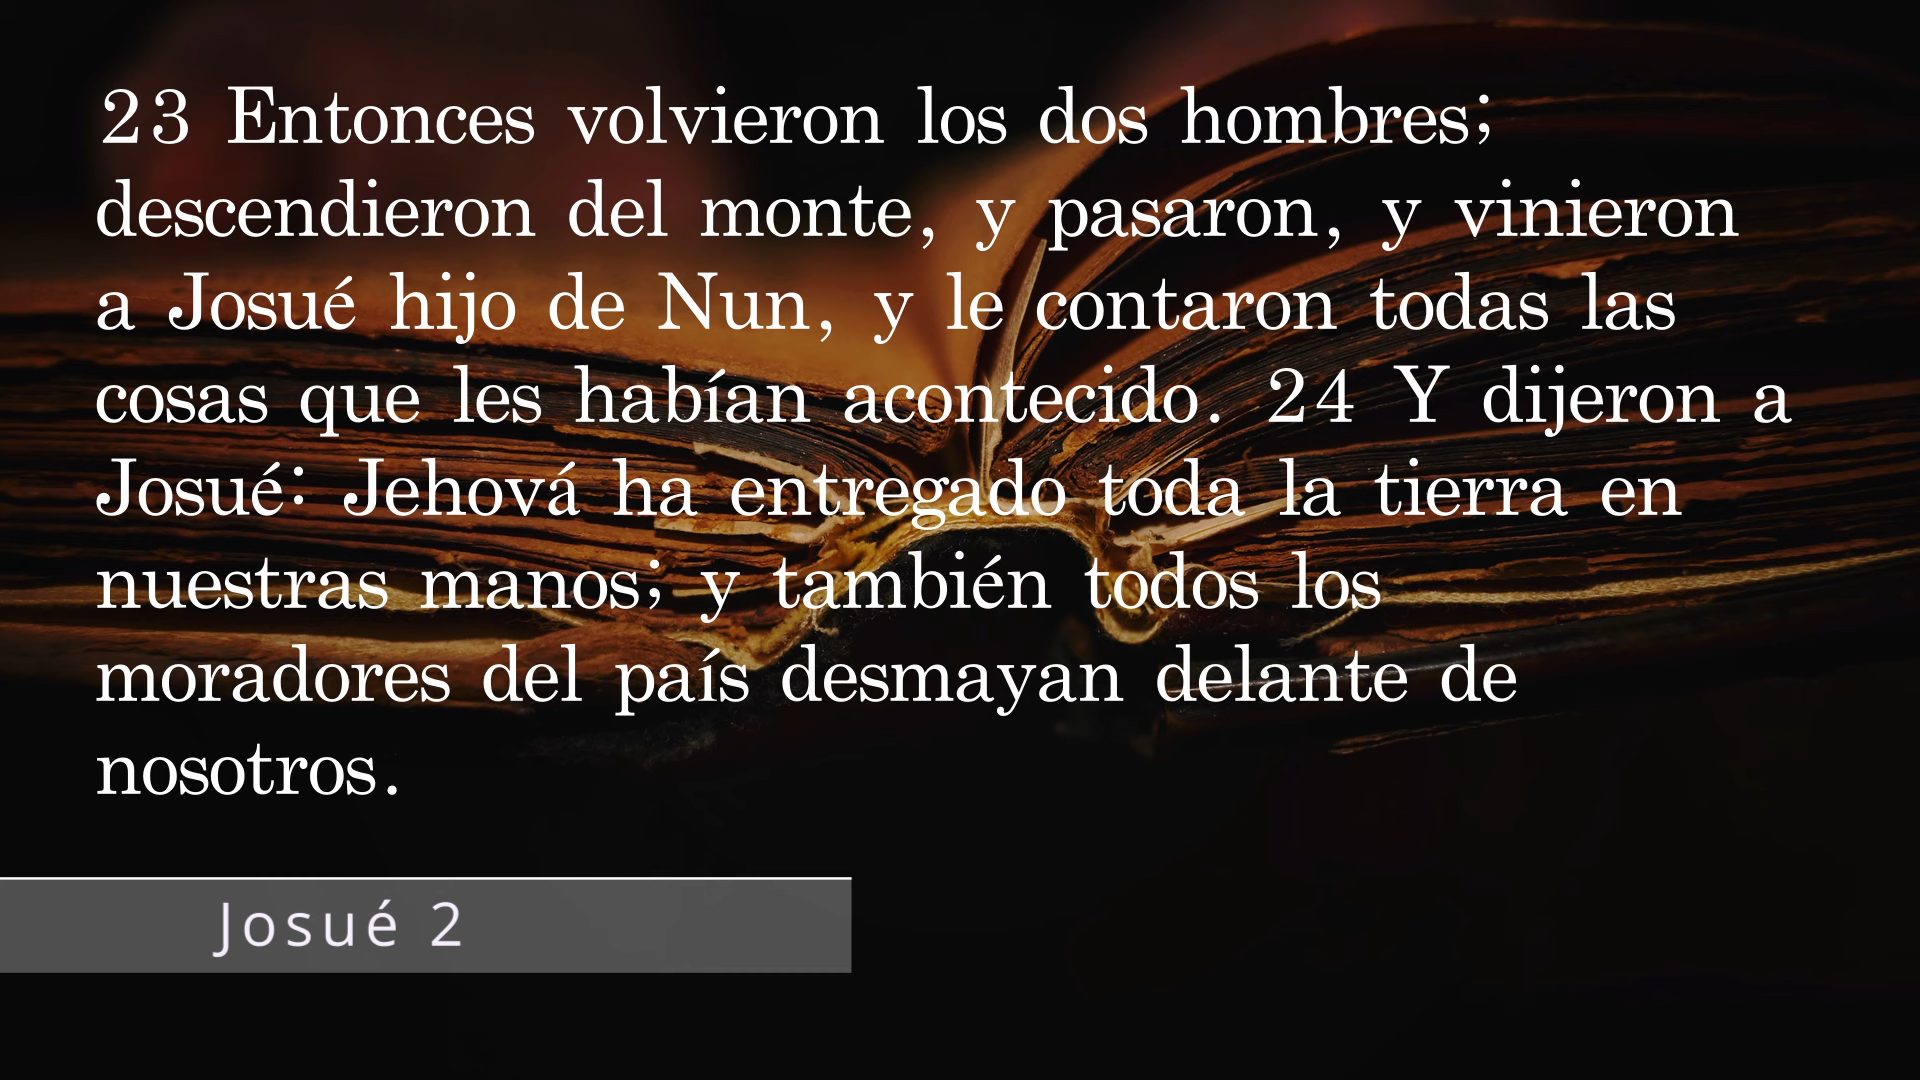 23 Entonces volvieron los dos hombres;
descendieron del monte, y pasaron, y vinieron
a Josué hijo de Nun, y le contaron todas las
cosas que les habían acontecido. 24 Y dijeron a
Josué: Jehová ha entregado toda la tierra en
nuestras manos; y también todos los
moradores del país desmayan delante de
nosotros.
Josué 2